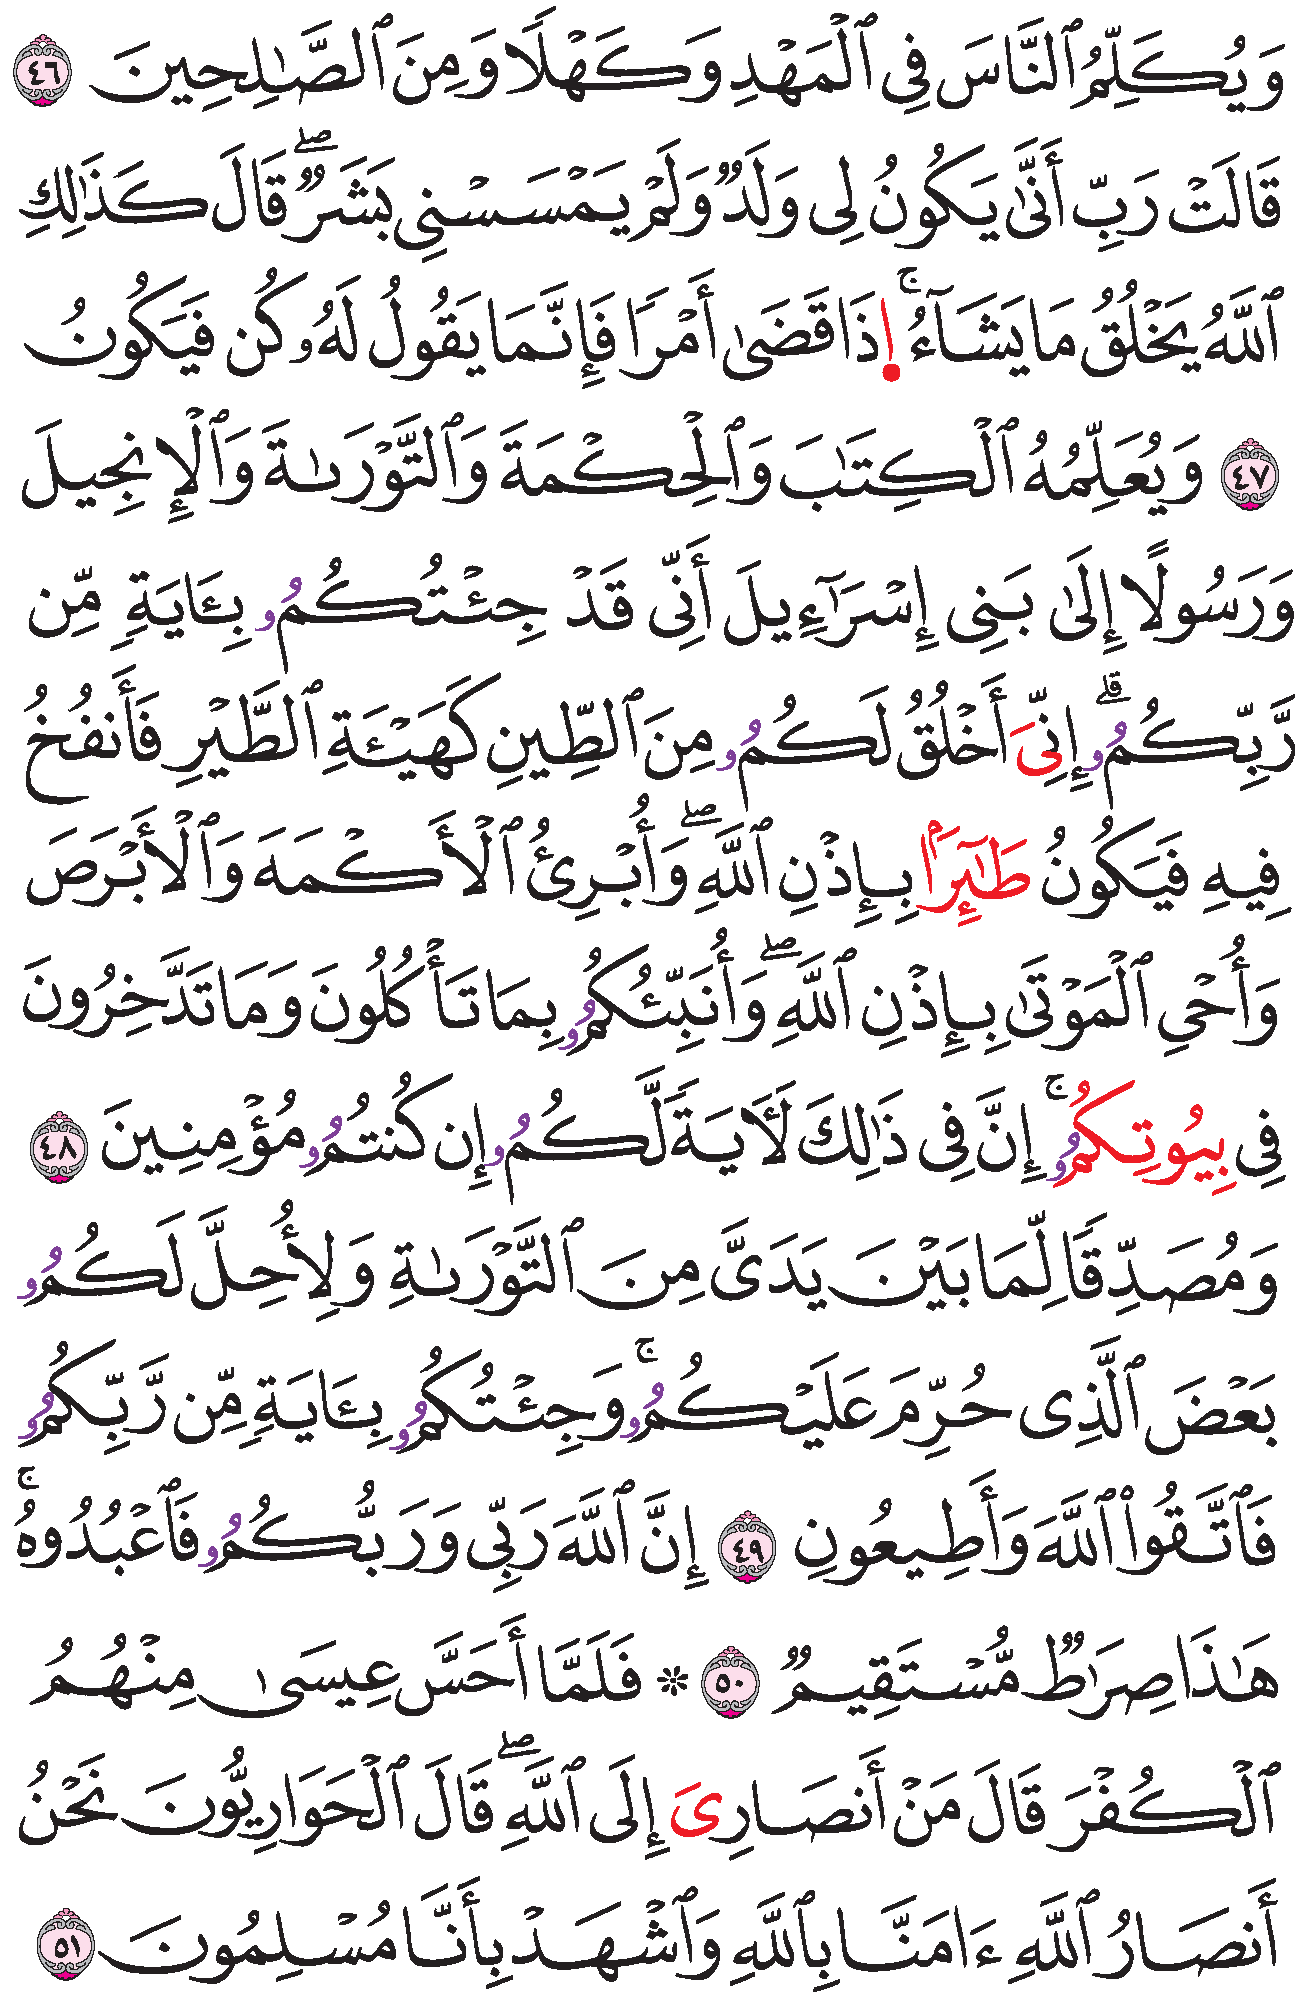 وَيُكَلِّمُ ٱلنَّاسَ فِي ٱلْمَهْدِ وَكَهْلًا وَمِنَ ٱلصَّـٰلِحِينَ ٤٦
قَالَتْ رَبِّ أَنَّىٰ يَكُونُ لِي وَلَدٌ وَلَمْ يَمْسَسْنِي بَشَرٌ ۖ قَالَ كَذَٰلِكِ
ٱللَّهُ يَخْلُقُ مَا يَشَآءُ ۚ إِذَا قَضَىٰ أَمْرًا فَإِنَّمَا يَقُولُ لَهُۥ كُن فَيَكُونُ
٤٧ وَيُعَلِّمُهُ ٱلْكِتَـٰبَ وَٱلْحِكْمَةَ وَٱلتَّوْرَىٰةَ وَٱلْإِنجِيلَ
وَرَسُولًا إِلَىٰ بَنِي إِسْرَٰٓءِيلَ أَنِّي قَدْ جِئْتُكُمُۥ بِـَٔايَةٍ مِّن
رَّبِّكُمُۥ ۖ إِنِّيَ أَخْلُقُ لَكُمُۥ مِنَ ٱلطِّينِ كَهَيْـَٔةِ ٱلطَّيْرِ فَأَنفُخُ
فِيهِ فَيَكُونُ طَـٰٓئِرًۢا بِإِذْنِ ٱللَّهِ ۖ وَأُبْرِئُ ٱلْأَكْمَهَ وَٱلْأَبْرَصَ
وَأُحْيِ ٱلْمَوْتَىٰ بِإِذْنِ ٱللَّهِ ۖ وَأُنَبِّئُكُمُۥ بِمَا تَأْكُلُونَ وَمَا تَدَّخِرُونَ
فِي بِيُوتِكُمُۥ ۚ إِنَّ فِي ذَٰلِكَ لَـَٔايَةً لَّكُمُۥ إِن كُنتُمُۥ مُؤْمِنِينَ ٤٨
وَمُصَدِّقًا لِّمَا بَيْنَ يَدَيَّ مِنَ ٱلتَّوْرَىٰةِ وَلِأُحِلَّ لَكُمُۥ
بَعْضَ ٱلَّذِي حُرِّمَ عَلَيْكُمُۥ ۚ وَجِئْتُكُمُۥ بِـَٔايَةٍ مِّن رَّبِّكُمُۥ
فَٱتَّقُوا۟ ٱللَّهَ وَأَطِيعُونِ ٤٩ إِنَّ ٱللَّهَ رَبِّي وَرَبُّكُمُۥ فَٱعْبُدُوهُ ۚ
هَـٰذَا صِرَٰطٌ مُّسْتَقِيمٌ ٥٠ ۞ فَلَمَّا أَحَسَّ عِيسَىٰ مِنْهُمُ
ٱلْكُفْرَ قَالَ مَنْ أَنصَارِيَ إِلَى ٱللَّهِ ۖ قَالَ ٱلْحَوَارِيُّونَ نَحْنُ
أَنصَارُ ٱللَّهِ ءَامَنَّا بِٱللَّهِ وَٱشْهَدْ بِأَنَّا مُسْلِمُونَ ٥١